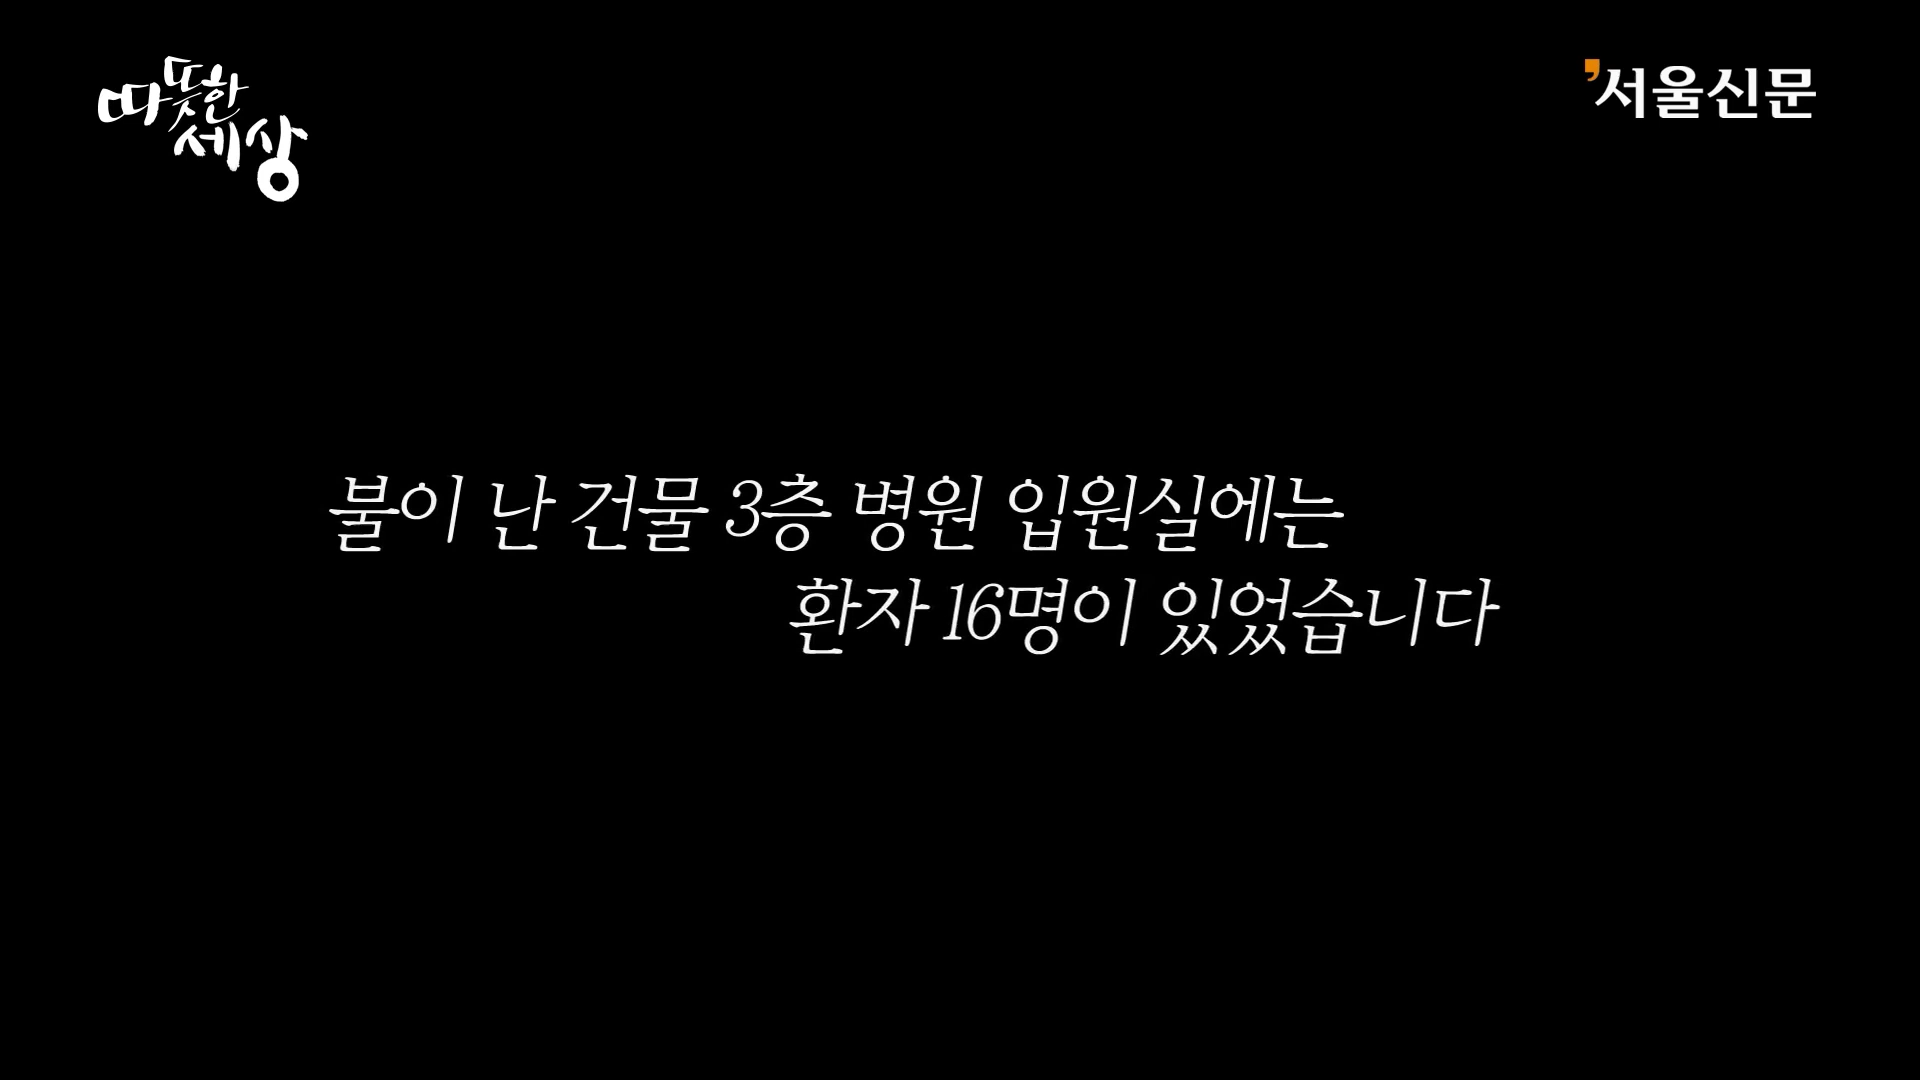 따뜻한
세상
서울신문
불이 난 건물 3층 병원 입원실에는
환자 16명이 있었습니다